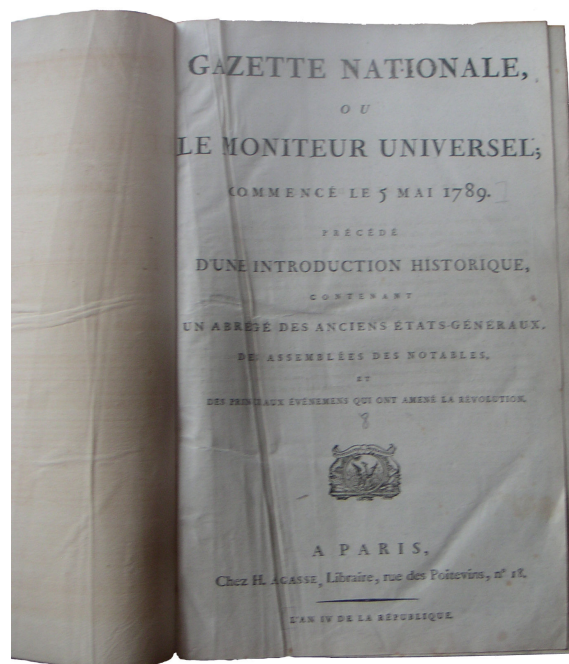 GAZETTE NATIONALE,
OU
LE MONITEUR UNIVERSEL;
COMMENCÉ LE 5 MAI 1789.
PRÉCÉDÉ
D'UNE INTRODUCTION HISTORIQUE,
CONTENANT
UN ABRÉGÉ DES ANCIENS ÉTATS-GÉNÉRAUX,
DES ASSEMBLÉES DES NOTABLES,
ET
DES PRINCIPAUX ÉVÉNEMENS QUI ONT AMENÉ LA RÉVOLUTION.
8
A PARIS,
Chez H. AGASSE, Libraire, rue des Poitevins, n° 18.
L'AN IV DE LA RÉPUBLIQUE.